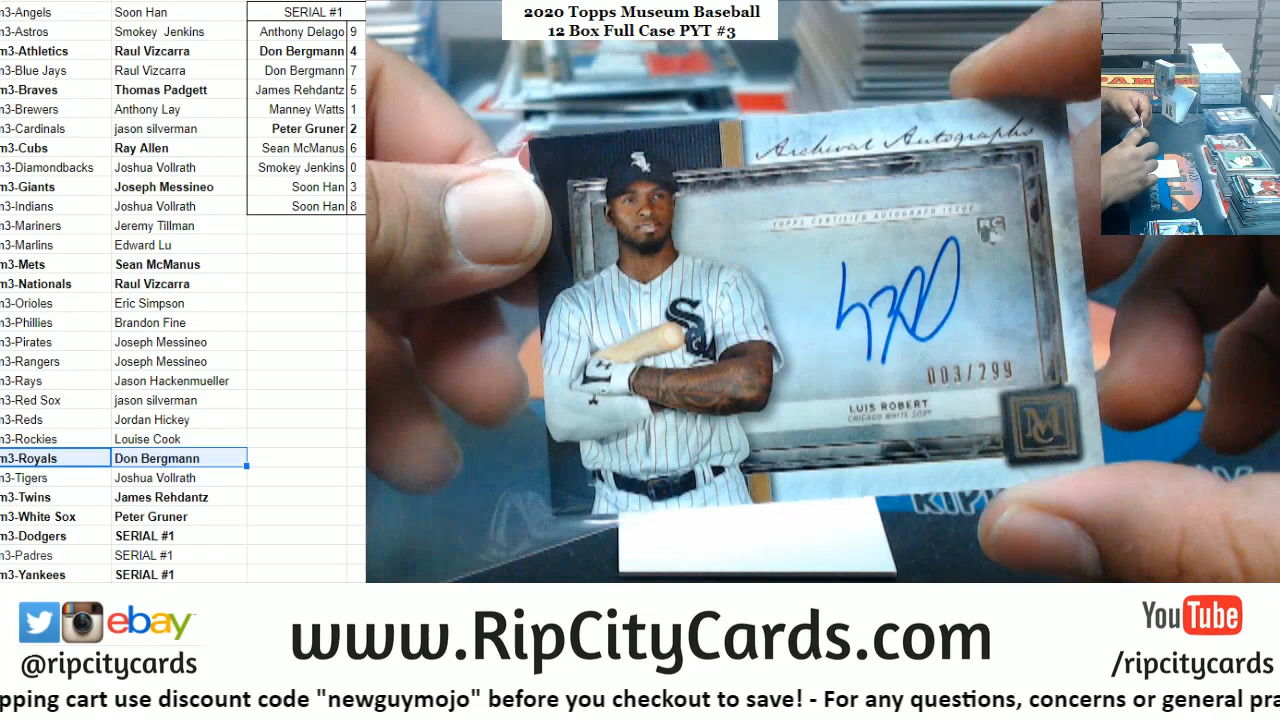 m3-Angels Soon Han
m3-Astros Smokey Jenkins
m3-Athletics Raul Vizcarra
m3-Blue Jays Raul Vizcarra
m3-Braves Thomas Padgett
m3-Brewers Anthony Lay
m3-Cardinals jason silverman
m3-Cubs Ray Allen
m3-Diamondbacks Joshua Vollrath
m3-Giants Joseph Messineo
m3-Indians Joshua Vollrath
m3-Mariners Jeremy Tillman
m3-Marlins Edward Lu
m3-Mets Sean McManus
m3-Nationals Raul Vizcarra
m3-Orioles Eric Simpson
m3-Phillies Brandon Fine
m3-Pirates Joseph Messineo
m3-Rangers Joseph Messineo
m3-Rays Jason Hackenmueller
m3-Red Sox jason silverman
m3-Reds Jordan Hickey
m3-Rockies Louise Cook
m3-Royals Don Bergmann
m3-Tigers Joshua Vollrath
m3-Twins James Rehdantz
m3-White Sox Peter Gruner
m3-Dodgers SERIAL #1
m3-Padres SERIAL #1
m3-Yankees SERIAL #1
SERIAL #1
Anthony Delago 9
Don Bergmann 4
Don Bergmann 7
James Rehdantz 5
Manney Watts 1
Peter Gruner 2
Sean McManus 6
Smokey Jenkins 0
Soon Han 3
Soon Han 8
2020 Topps Museum Baseball
12 Box Full Case PYT #3
Archival Autographs
TOPPS CERTIFIED AUTOGRAPH ISSUE
RC
003/299
LUIS ROBERT
CHICAGO WHITE SOX
MC
ebay
@ripcitycards
www.RipCityCards.com
YouTube
/ripcitycards
pping cart use discount code "newguymojo" before you checkout to save! - For any questions, concerns or general pra